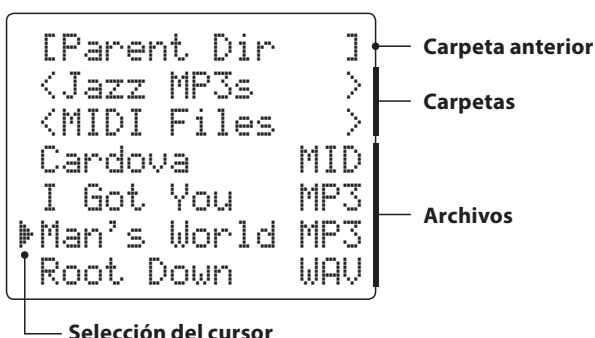 [Parent Dir ]
Carpeta anterior
<Jazz MP3s >
<MIDI Files >
Carpetas
Cardova MID
I Got You MP3
Man's World MP3
Root Down WAV
Archivos
Selección del cursor